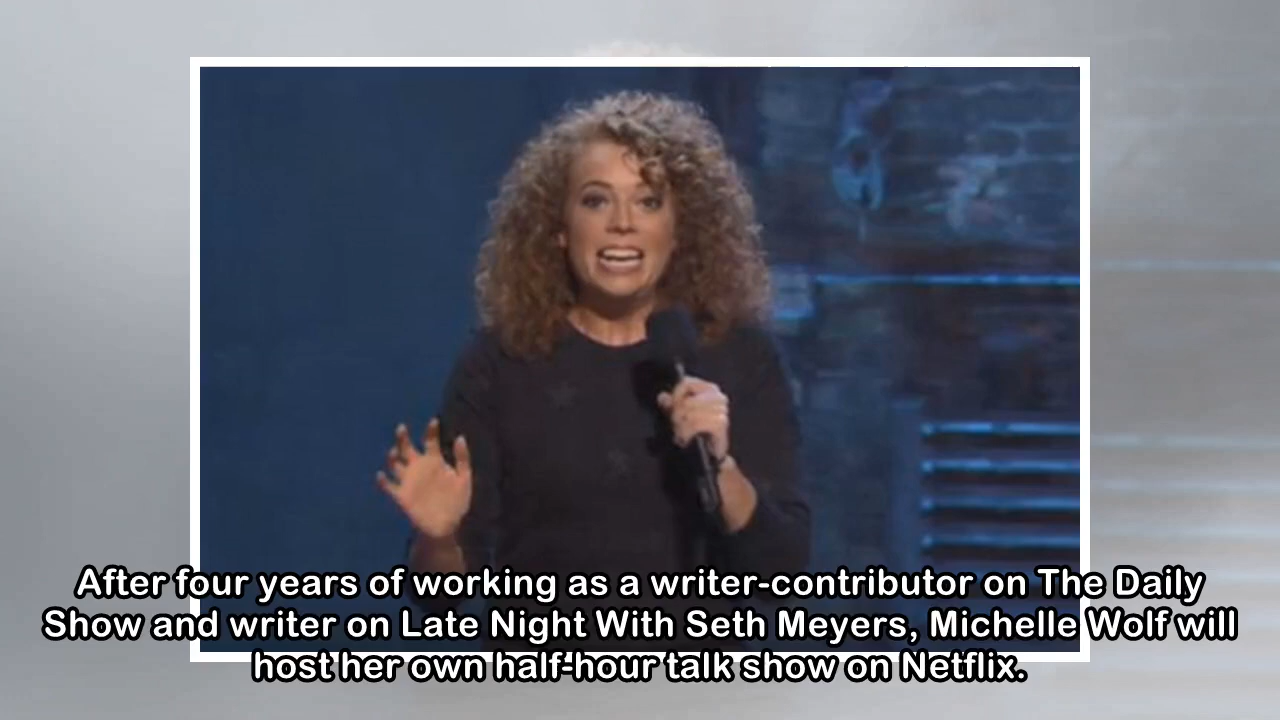 After four years of working as a writer-contributor on The Daily
Show and writer on Late Night With Seth Meyers, Michelle Wolf will
host her own half-hour talk show on Netflix.